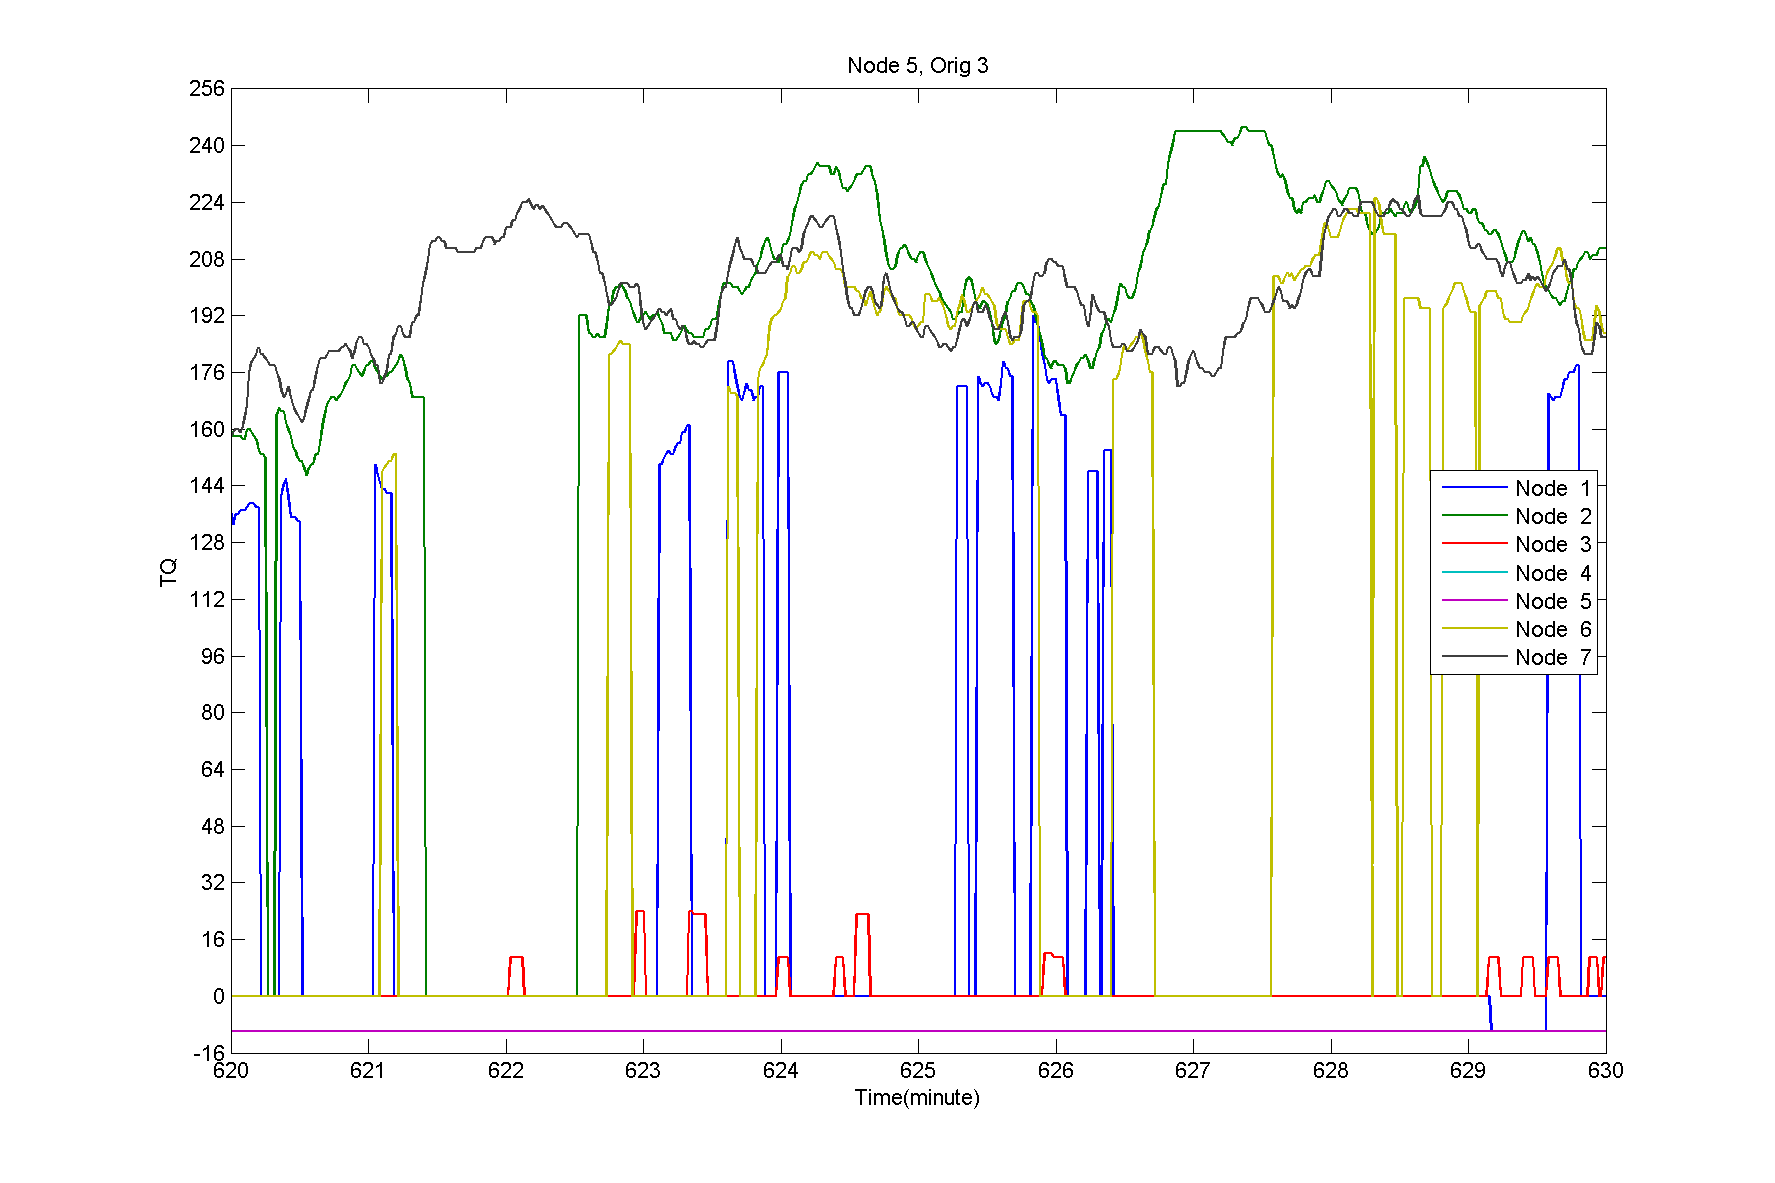 Node 5, Orig 3
256
240
224
208
192
176
160
144
128
112
96
80
64
48
32
16
0
-16
TQ
Node 1
Node 2
Node 3
Node 4
Node 5
Node 6
Node 7
620 621 622 623 624 625 626 627 628 629 630
Time(minute)